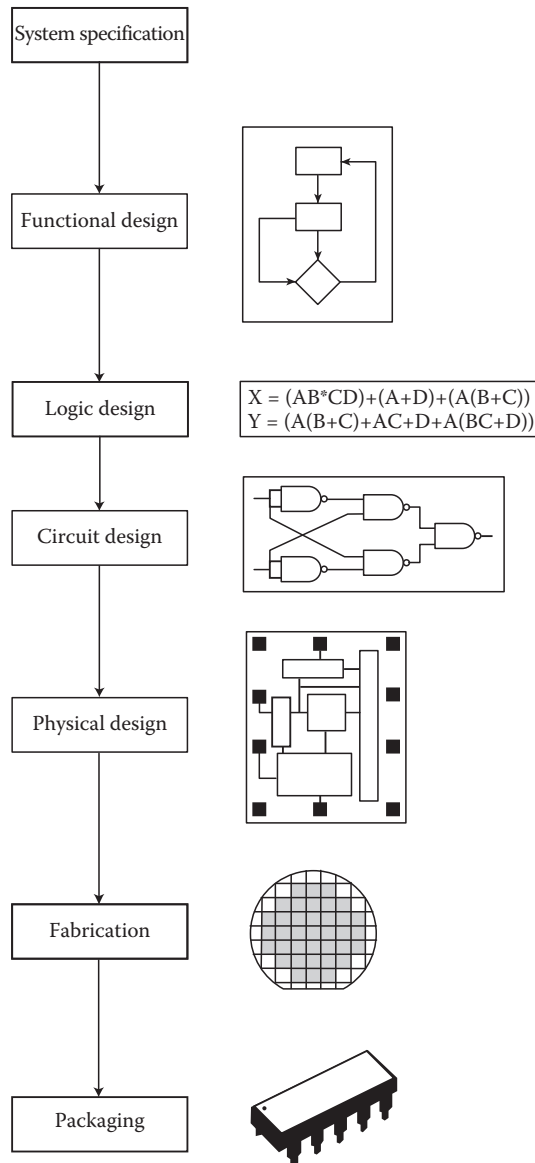 System specification
Functional design
Logic design
X = (AB*CD)+(A+D)+(A(B+C))
Y = (A(B+C)+AC+D+A(BC+D))
Circuit design
Physical design
Fabrication
Packaging